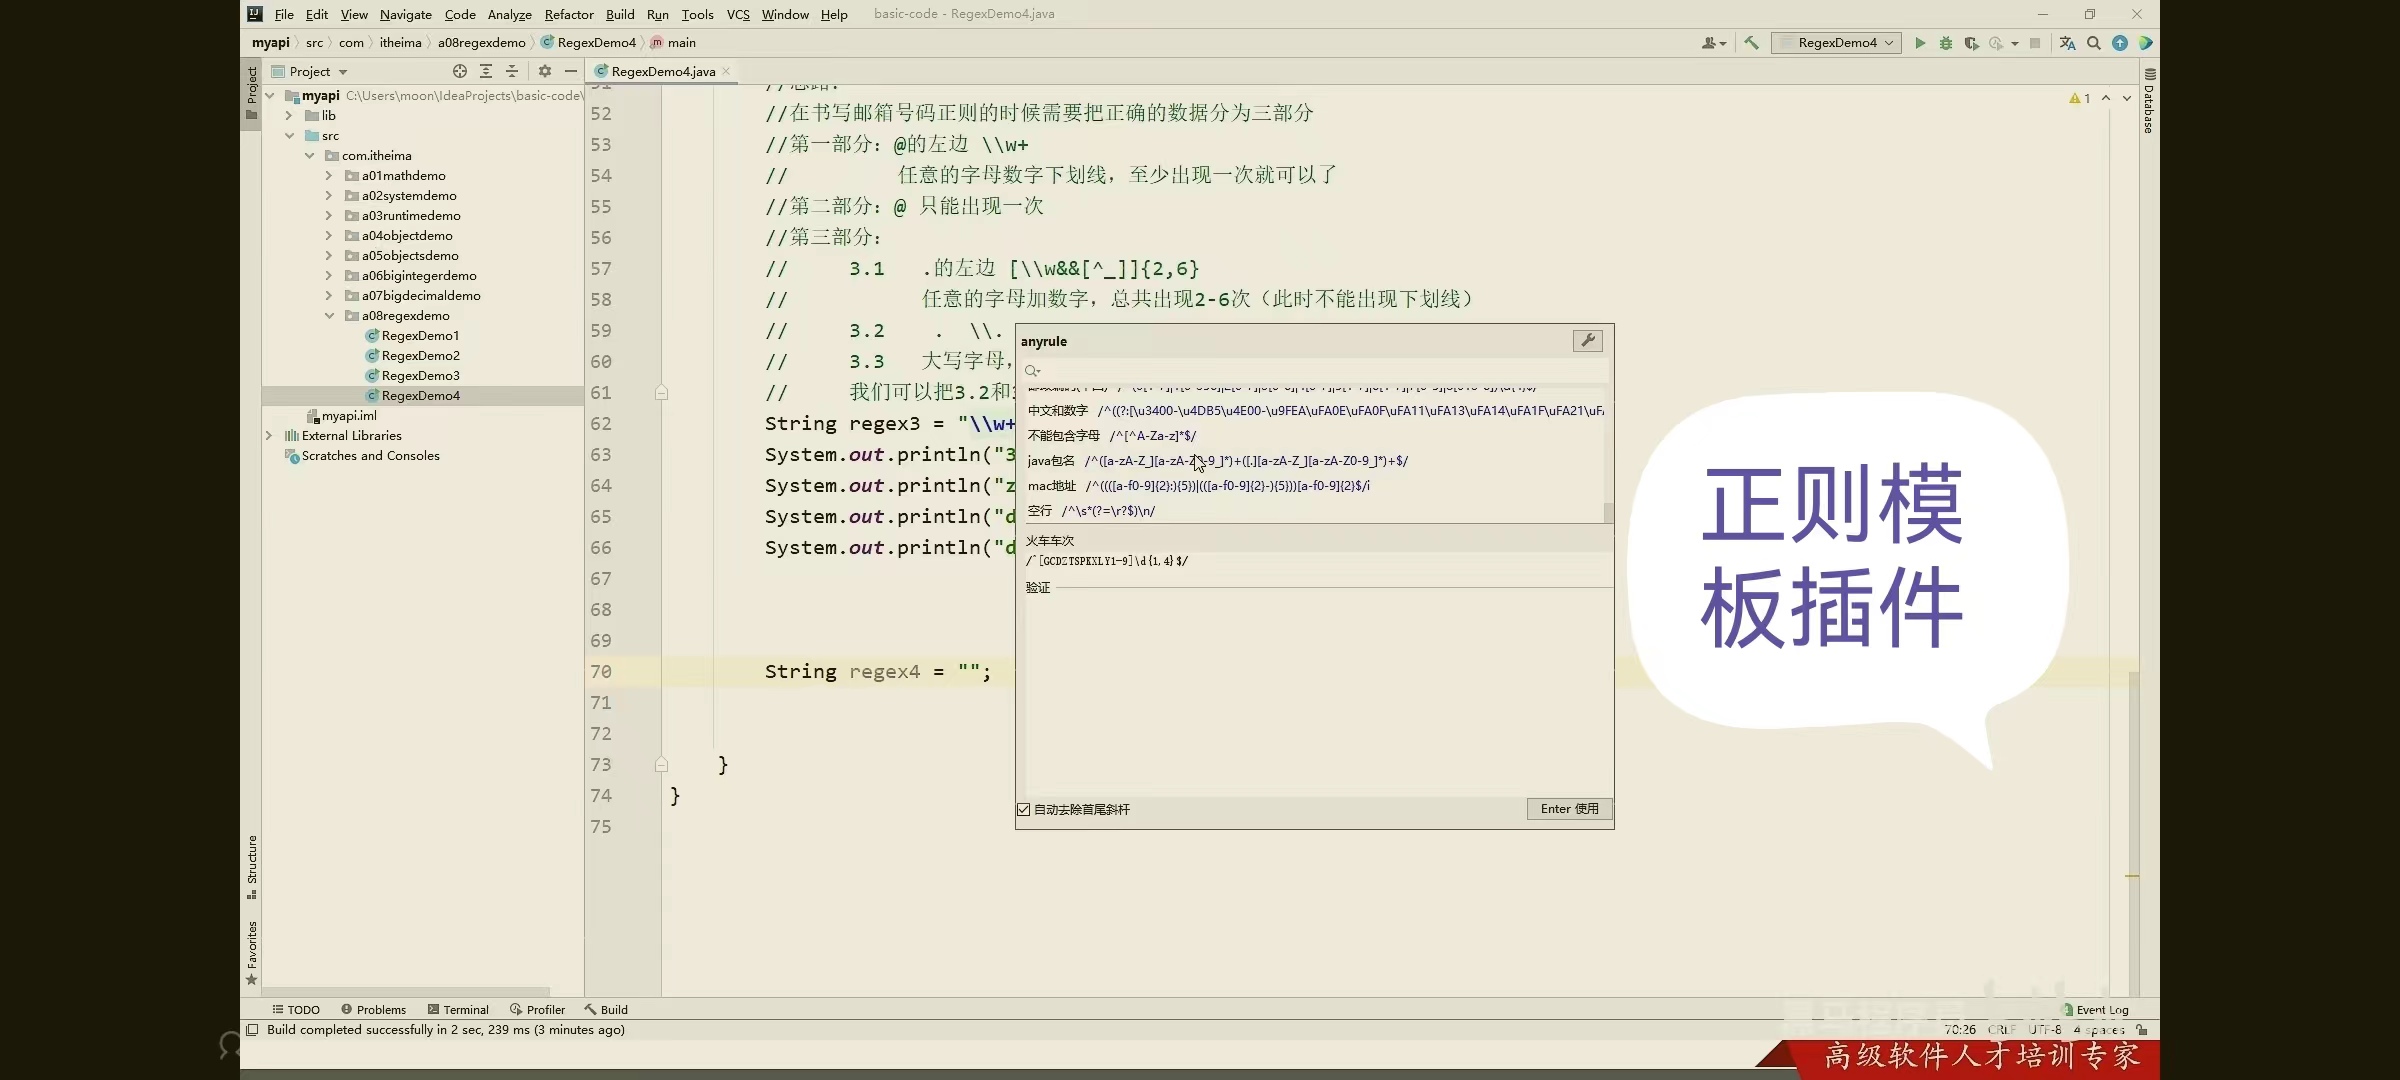 File Edit View Navigate Code Analyze Refactor Build Run Tools VCS Window Help basic-code - RegexDemo4.java
myapi src com itheima a08regexdemo RegexDemo4 main
RegexDemo4
Project
RegexDemo4.java
Project
myapi C:\Users\moon\IdeaProjects\basic-code\
lib
src
com.itheima
a01mathdemo
a02systemdemo
a03runtimedemo
a04objectdemo
a05objectsdemo
a06bigintegerdemo
a07bigdecimaldemo
a08regexdemo
RegexDemo1
RegexDemo2
RegexDemo3
RegexDemo4
myapi.iml
External Libraries
Scratches and Consoles
Structure
Favorites
Database
1
52 //在书写邮箱号码正则的时候需要把正确的数据分为三部分
53 //第一部分：@的左边 \\w+
54 // 任意的字母数字下划线，至少出现一次就可以了
55 //第二部分：@ 只能出现一次
56 //第三部分：
57 // 3.1 .的左边 [\\w&&[^_]]{2,6}
58 // 任意的字母加数字，总共出现2-6次（此时不能出现下划线）
59 // 3.2 . \\.
60 // 3.3 大写字母，
61 // 我们可以把3.2和
62 String regex3 = "\\w+
63 System.out.println("3
64 System.out.println("z
65 System.out.println("d
66 System.out.println("d
67
68
69
70 String regex4 = "";
71
72
73 }
74 }
75
anyrule
中文和数字 /^((?:[\u3400-\u4DB5\u4E00-\u9FEA\uFA0E\uFA0F\uFA11\uFA13\uFA14\uFA1F\uFA21\uF
不能包含字母 /^[^A-Za-z]*$/
java包名 /^([a-zA-Z_][a-zA-Z0-9_]*)+([.][a-zA-Z_][a-zA-Z0-9_]*)+$/
mac地址 /^((([a-f0-9]{2}:){5})|(([a-f0-9]{2}-){5}))[a-f0-9]{2}$/i
空行 /^\s*(?=\r?$)\n/
火车车次
/^[GCDZTSPKXLY1-9]\d{1,4}$/
验证
自动去除首尾斜杆
Enter 使用
正则模
板插件
TODO Problems Terminal Profiler Build
Event Log
Build completed successfully in 2 sec, 239 ms (3 minutes ago)
70:26 CRLF UTF-8 4 spaces
高级软件人才培训专家